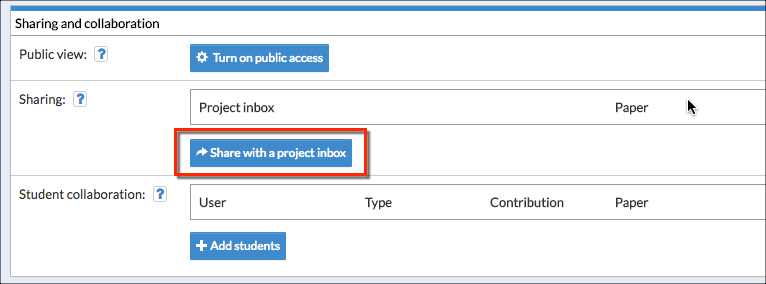 Sharing and collaboration
Public view: ? Turn on public access
Sharing: ? Project inbox Paper
Share with a project inbox
Student collaboration: ? User Type Contribution Paper
Add students